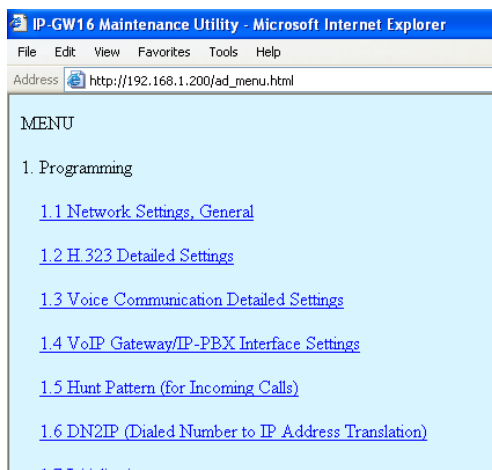 IP-GW16 Maintenance Utility - Microsoft Internet Explorer
File Edit View Favorites Tools Help
Address http://192.168.1.200/ad_menu.html
MENU
1. Programming
1.1 Network Settings, General
1.2 H.323 Detailed Settings
1.3 Voice Communication Detailed Settings
1.4 VoIP Gateway/IP-PBX Interface Settings
1.5 Hunt Pattern (for Incoming Calls)
1.6 DN2IP (Dialed Number to IP Address Translation)